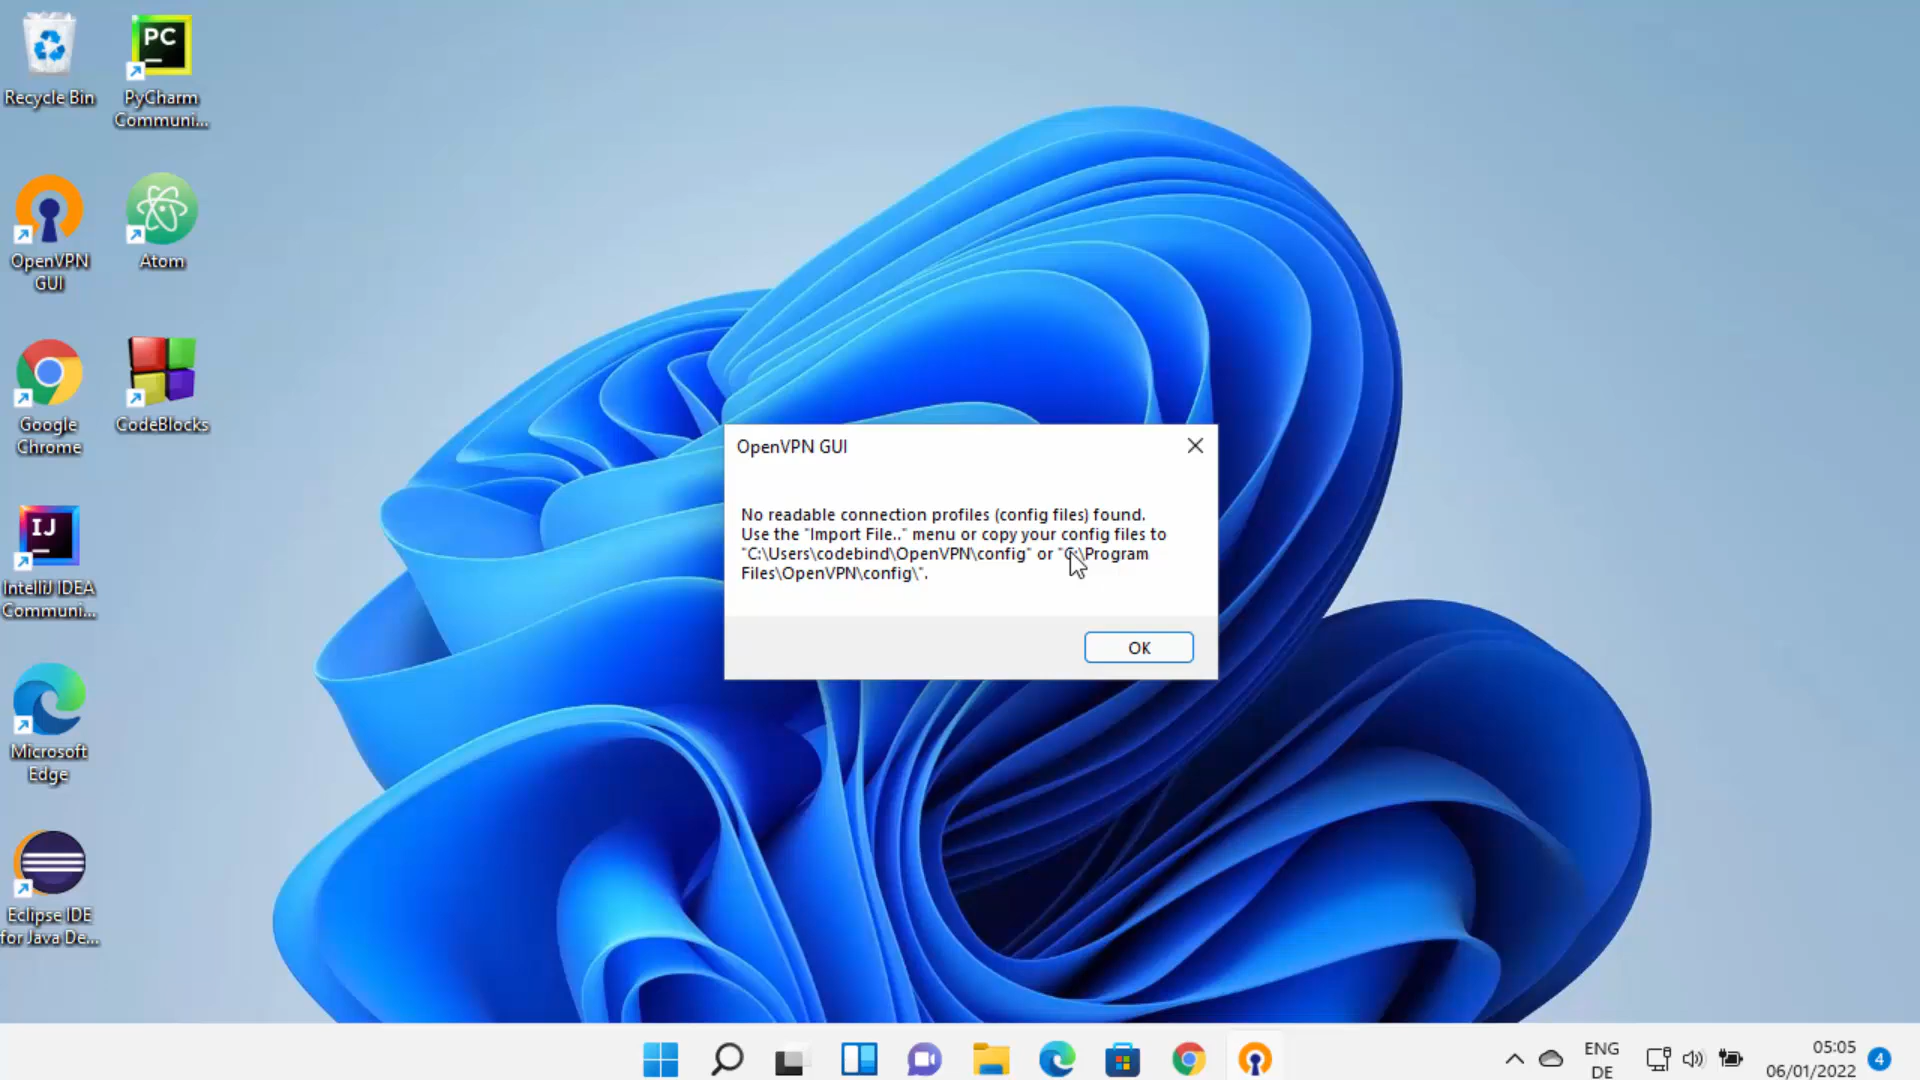 Recycle Bin
PyCharm
Communi...
OpenVPN
GUI
Atom
Google
Chrome
CodeBlocks
IntelliJ IDEA
Communi...
Microsoft
Edge
Eclipse IDE
for Java De...
PC
IJ
OpenVPN GUI
No readable connection profiles (config files) found.
Use the "Import File.." menu or copy your config files to
"C:\Users\codebind\OpenVPN\config" or "C:\Program
Files\OpenVPN\config\".
OK
ENG
DE
05:05
06/01/2022
4